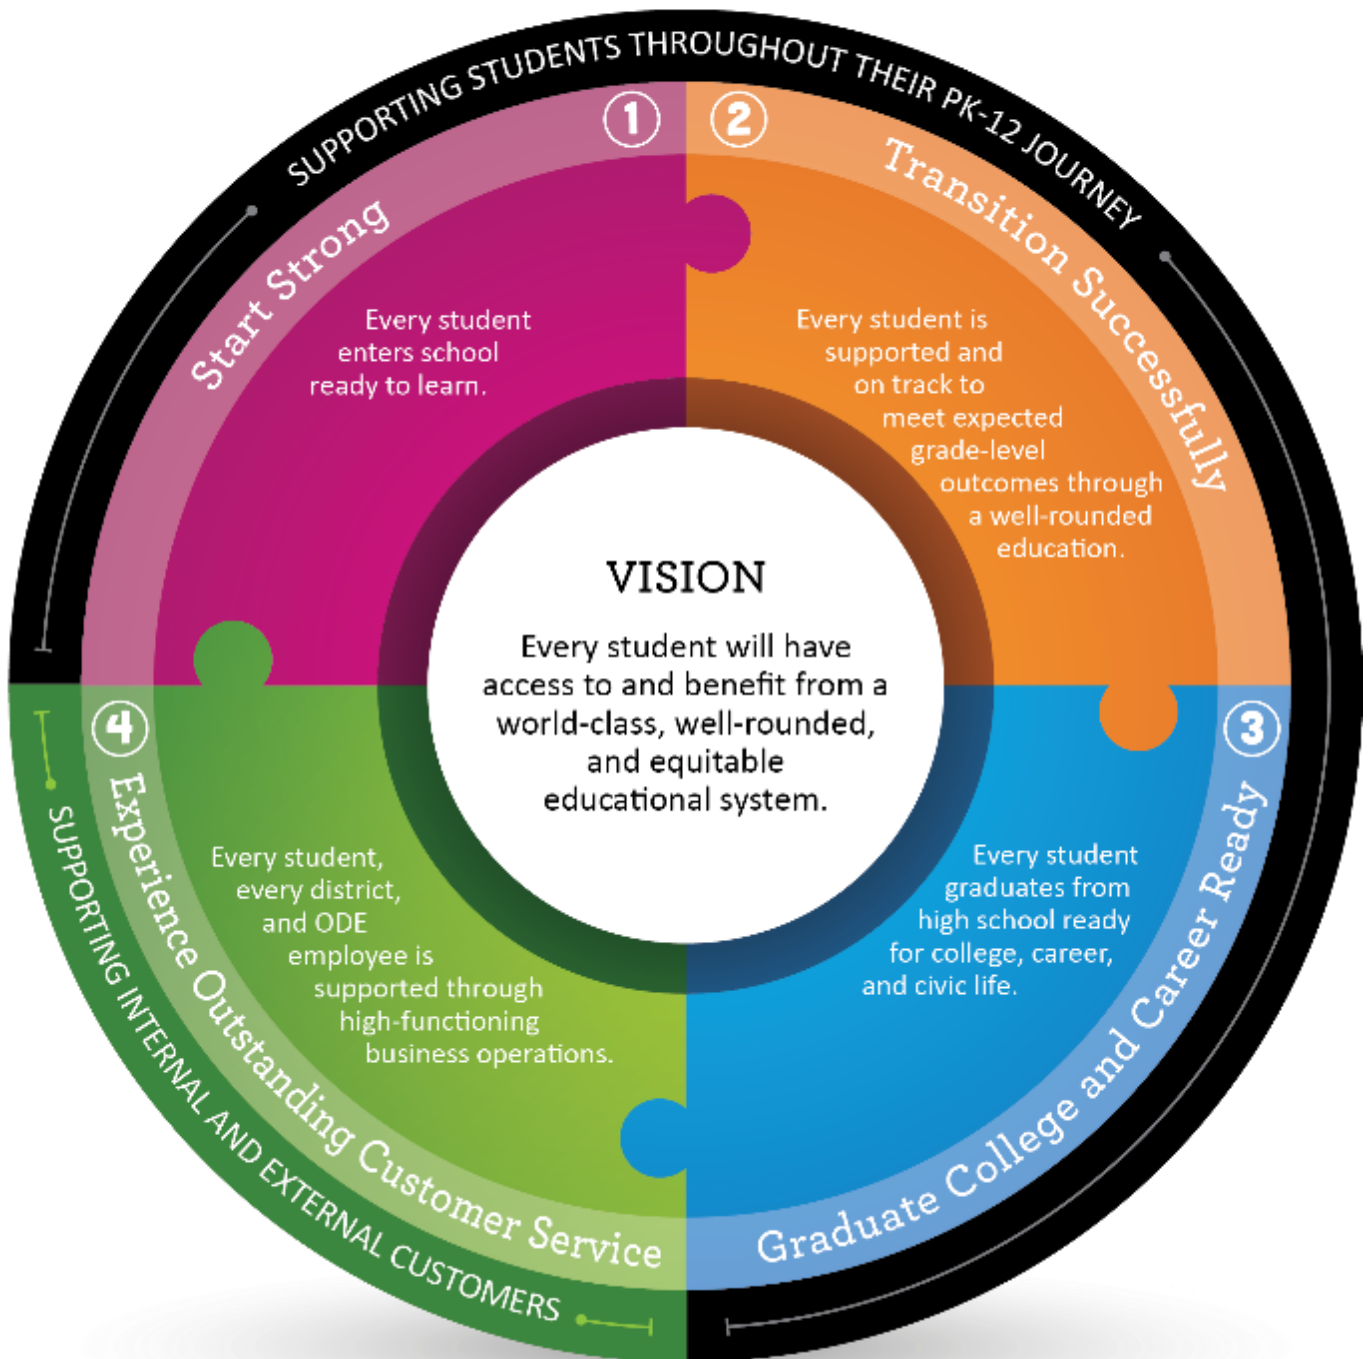 SUPPORTING STUDENTS THROUGHOUT THEIR PK-12 JOURNEY
1
Start Strong
Every student
enters school
ready to learn.
2
Transition Successfully
Every student is
supported and
on track to
meet expected
grade-level
outcomes through
a well-rounded
education.
VISION
Every student will have
access to and benefit from a
world-class, well-rounded,
and equitable
educational system.
3
Graduate College and Career Ready
Every student
graduates from
high school ready
for college, career,
and civic life.
4
Experience Outstanding Customer Service
Every student,
every district,
and ODE
employee is
supported through
high-functioning
business operations.
SUPPORTING INTERNAL AND EXTERNAL CUSTOMERS